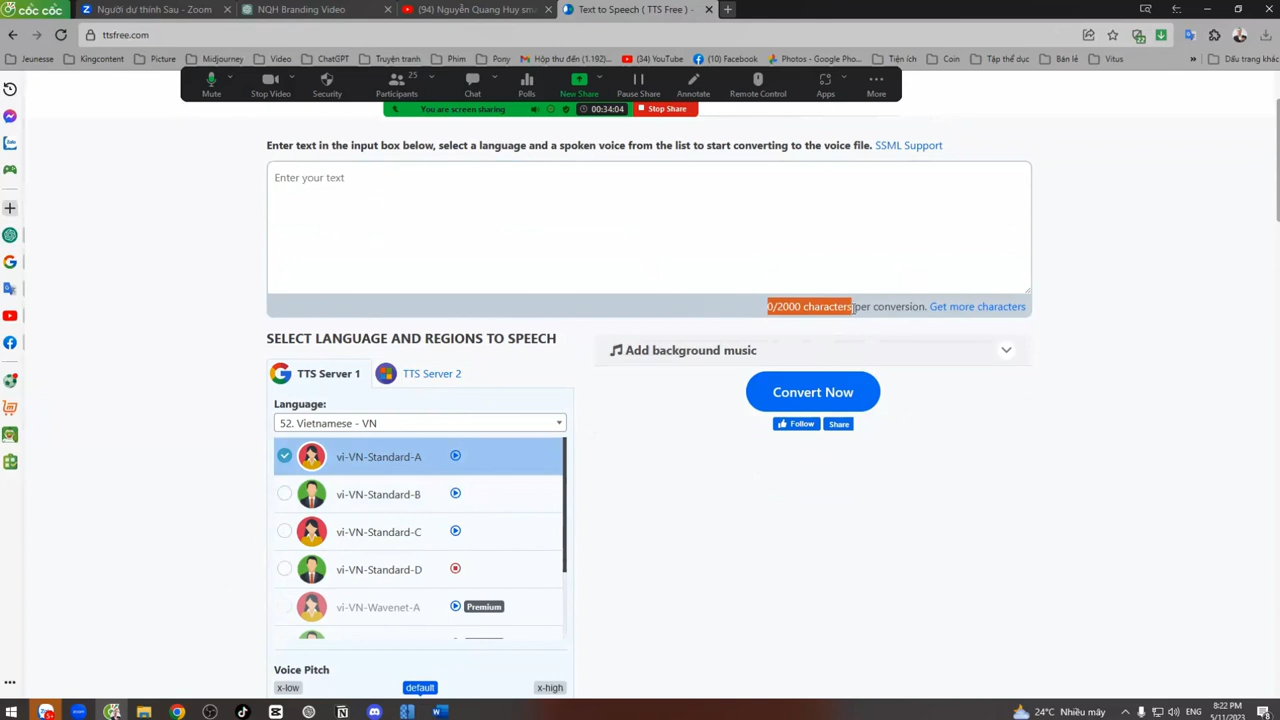 cốc cốc
Người dự thính Sau - Zoom
NQH Branding Video
(94) Nguyễn Quang Huy sm
Text to Speech ( TTS Free ) -
ttsfree.com
Jeunesse
Kingcontent
Picture
Midjourney
Video
ChatGPT
Truyện tranh
Phim
Pony
Hộp thư đến (1.192)...
(34) YouTube
(10) Facebook
Photos - Google Pho...
Tiện ích
Coin
Tập thể dục
Bán lẻ
Vitus
»
Dấu trang khác
25
Mute
Stop Video
Security
Participants
Chat
Polls
New Share
Pause Share
Annotate
Remote Control
Apps
More
You are screen sharing
00:34:04
Stop Share
Enter text in the input box below, select a language and a spoken voice from the list to start converting to the voice file. SSML Support
Enter your text
0/2000 characters per conversion. Get more characters
SELECT LANGUAGE AND REGIONS TO SPEECH
Add background music
TTS Server 1
TTS Server 2
Convert Now
Language:
Follow
Share
52. Vietnamese - VN
vi-VN-Standard-A
vi-VN-Standard-B
vi-VN-Standard-C
vi-VN-Standard-D
vi-VN-Wavenet-A
Premium
Voice Pitch
x-low
default
x-high
24°C Nhiều mây
8:22 PM
5/11/2023